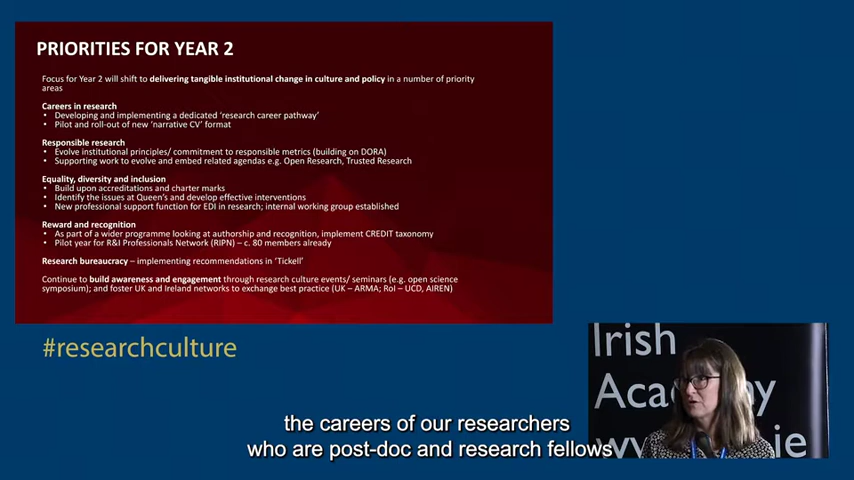 PRIORITIES FOR YEAR 2
Focus for Year 2 will shift to delivering tangible institutional change in culture and policy in a number of priority
areas
Careers in research
• Developing and implementing a dedicated 'research career pathway'
• Pilot and roll-out of new 'narrative CV' format
Responsible research
• Evolve institutional principles/ commitment to responsible metrics (building on DORA)
• Supporting work to evolve and embed related agendas e.g. Open Research, Trusted Research
Equality, diversity and inclusion
• Build upon accreditations and charter marks
• Identify the issues at Queen's and develop effective interventions
• New professional support function for EDI in research; internal working group established
Reward and recognition
• As part of a wider programme looking at authorship and recognition, implement CREDIT taxonomy
• Pilot year for R&I Professionals Network (RIPN) – c. 80 members already
Research bureaucracy – implementing recommendations in 'Tickell'
Continue to build awareness and engagement through research culture events/ seminars (e.g. open science
symposium); and foster UK and Ireland networks to exchange best practice (UK – ARMA; RoI – UCD, AIREN)
#researchculture
Irish
Aca my
ww ie
the careers of our researchers
who are post-doc and research fellows